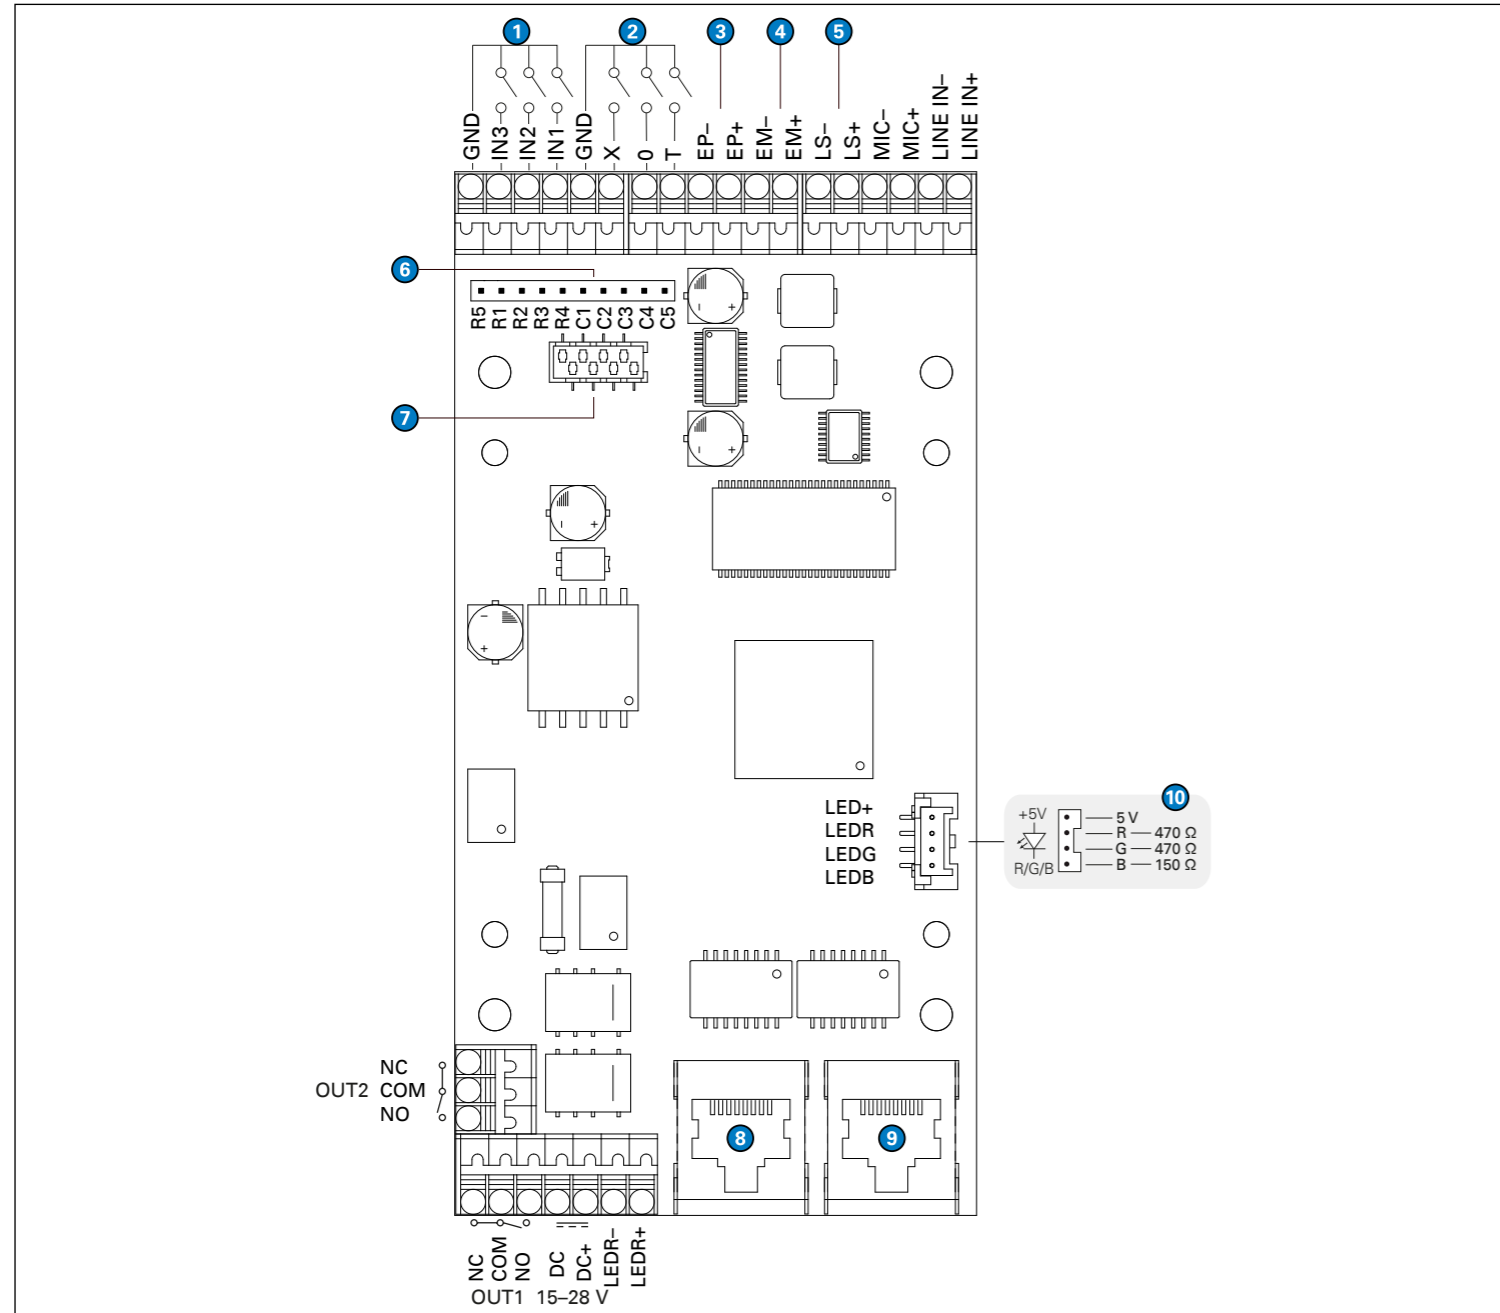 1
2
3
4
5
GND
IN3
IN2
IN1
GND
X
0
T
EP–
EP+
EM–
EM+
LS–
LS+
MIC–
MIC+
LINE IN–
LINE IN+
6
R5
R1
R2
R3
R4
C1
C2
C3
C4
C5
7
– +
– +
– +
– +
LED+
LEDR
LEDG
LEDB
10
+5V
R/G/B
5 V
R 470 Ω
G 470 Ω
B 150 Ω
NC
OUT2 COM
NO
8
9
NC
COM
NO
DC
DC+
LEDR–
LEDR+
OUT1 15–28 V